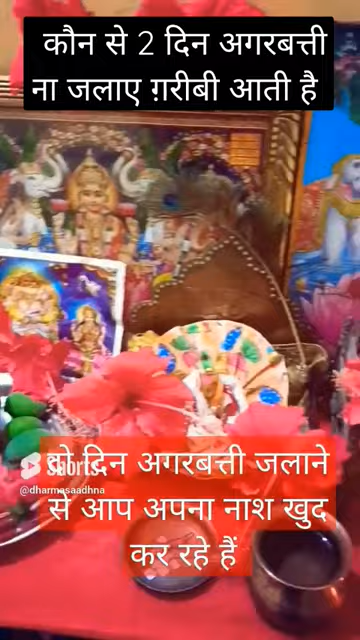 कौन से 2 दिन अगरबत्ती
ना जलाए ग़रीबी आती है
वो दिन अगरबत्ती जलाने
Shorts
@dharmasaadhna
से आप अपना नाश खुद
कर रहे हैं